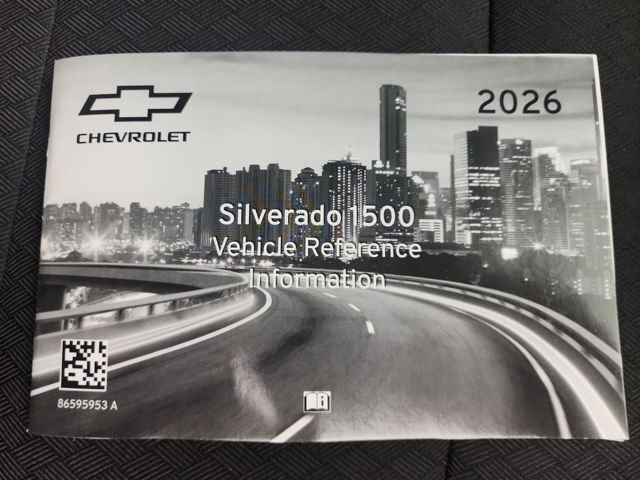 CHEVROLET
2026
Silverado 1500
Vehicle Reference
Information
86595953 A